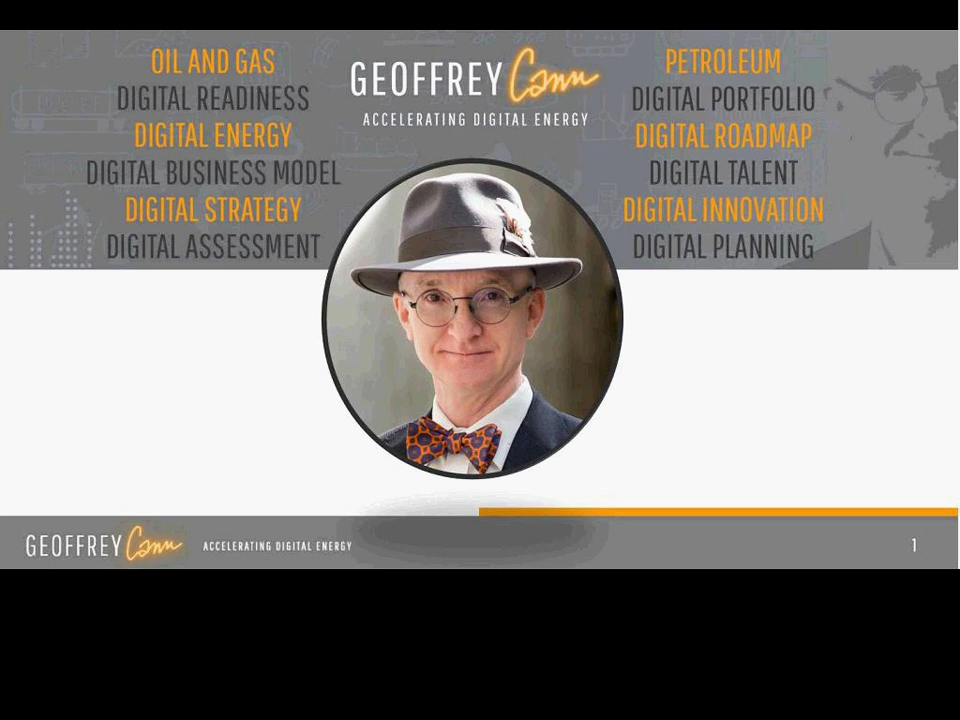 OIL AND GAS
DIGITAL READINESS
DIGITAL ENERGY
DIGITAL BUSINESS MODEL
DIGITAL STRATEGY
DIGITAL ASSESSMENT
GEOFFREY Cann
ACCELERATING DIGITAL ENERGY
PETROLEUM
DIGITAL PORTFOLIO
DIGITAL ROADMAP
DIGITAL TALENT
DIGITAL INNOVATION
DIGITAL PLANNING
GEOFFREY Cann ACCELERATING DIGITAL ENERGY
1